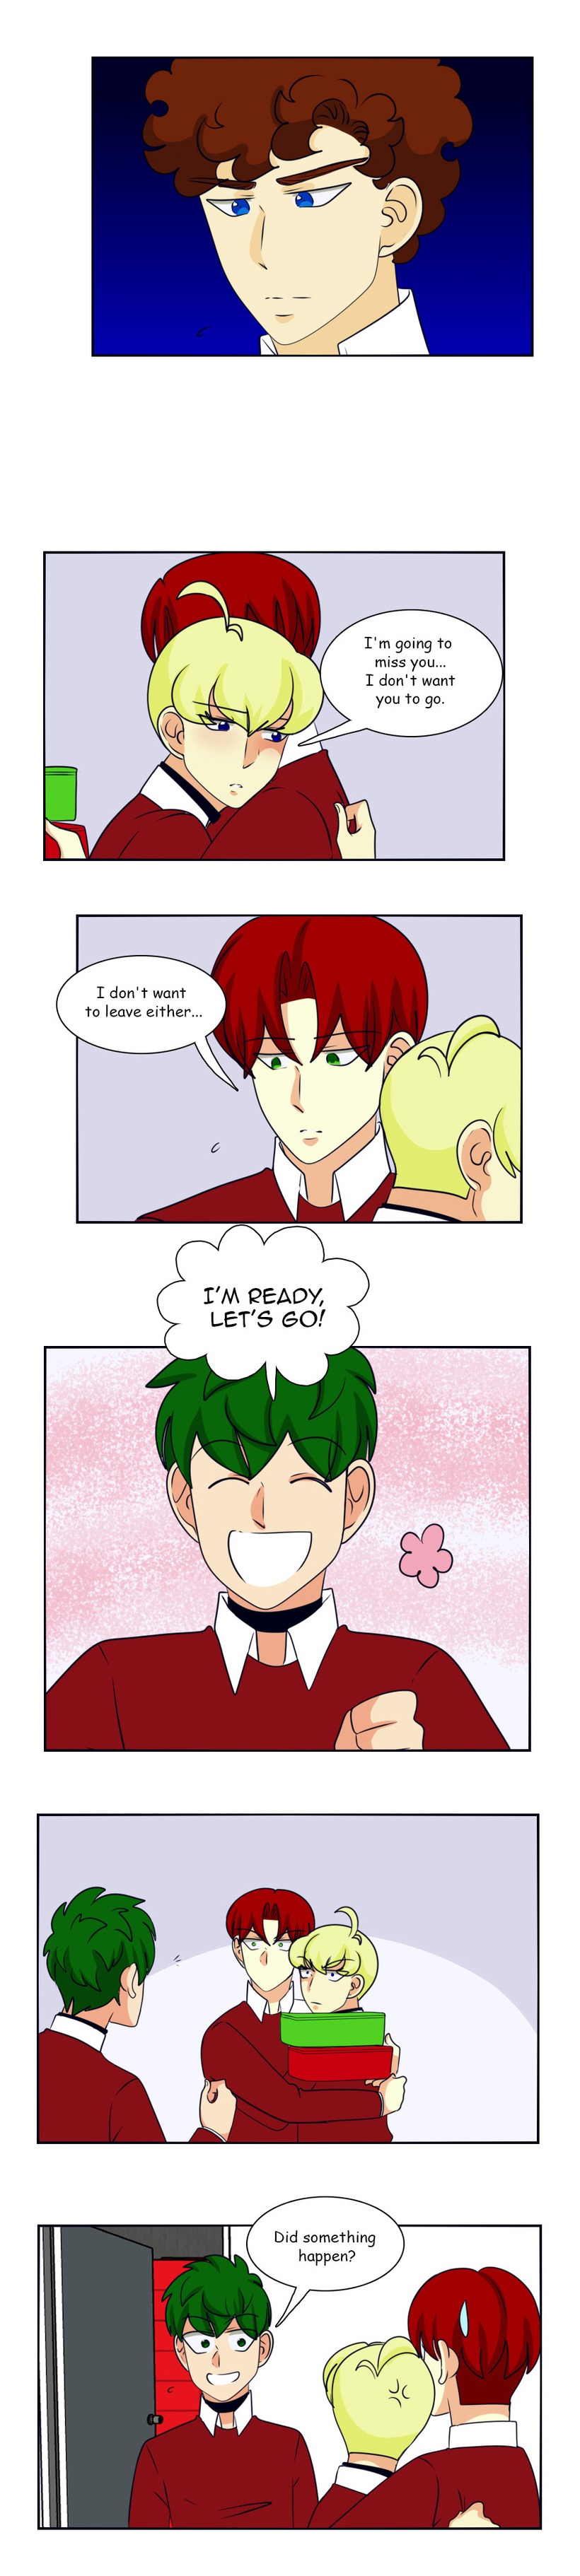 I'm going to
miss you...
I don't want
you to go.
I don't want
to leave either...
I'M READY,
LET'S GO!
Did something
happen?